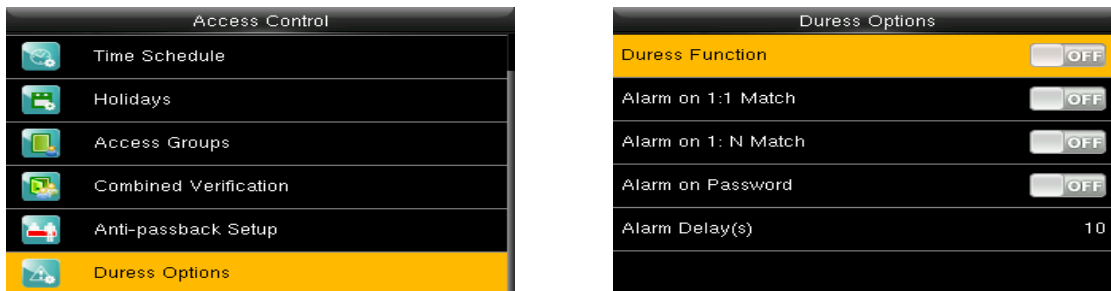 Access Control
Time Schedule
Holidays
Access Groups
Combined Verification
Anti-passback Setup
Duress Options
Duress Options
Duress Function OFF
Alarm on 1:1 Match OFF
Alarm on 1: N Match OFF
Alarm on Password OFF
Alarm Delay(s) 10